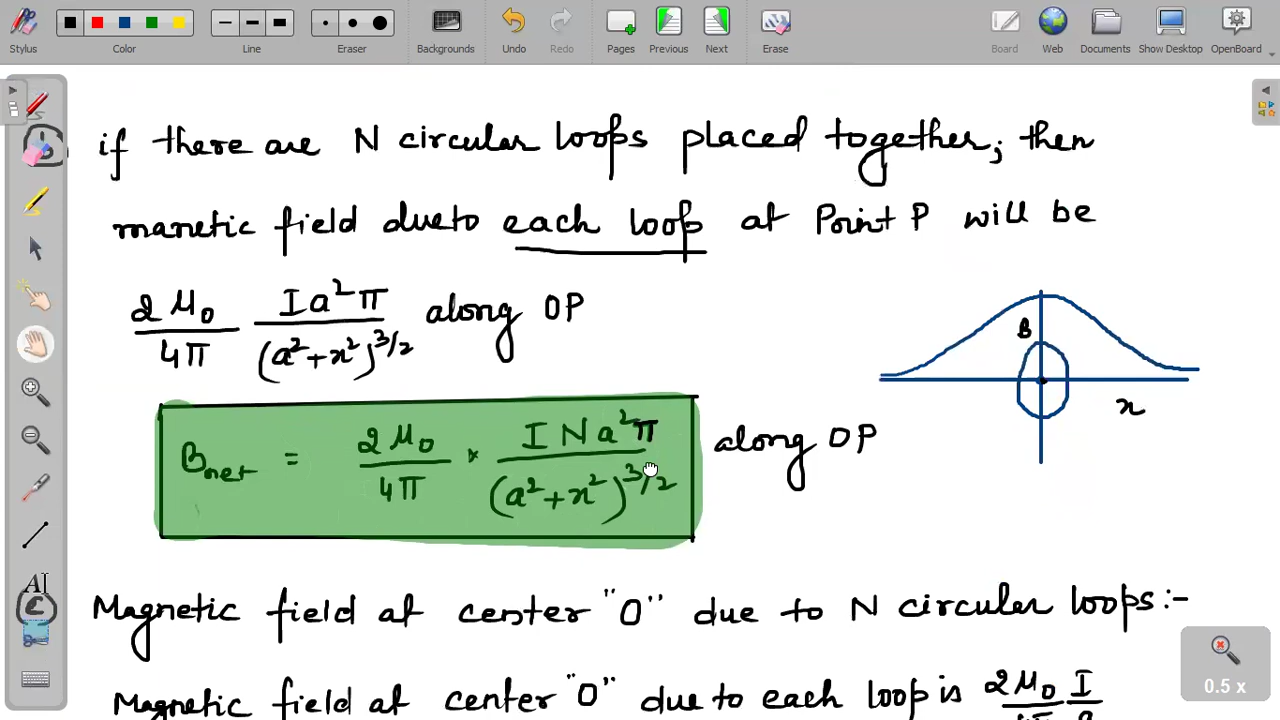 Stylus Color Line Eraser Backgrounds Undo Redo Pages Previous Next Erase Board Web Documents Show Desktop OpenBoard
b if there are N circular loops placed together, then
manetic field due to each loop at Point P will be
2μ₀/4π Ia²π/(a²+x²)^3/2 along OP
B
x
Bnet = 2μ₀/4π × INa²π/(a²+x²)^3/2 along OP
c Magnetic field at center "O" due to N circular loops:-
Magnetic field at center "O" due to each loop is 2μ₀/4π I/a
0.5 x